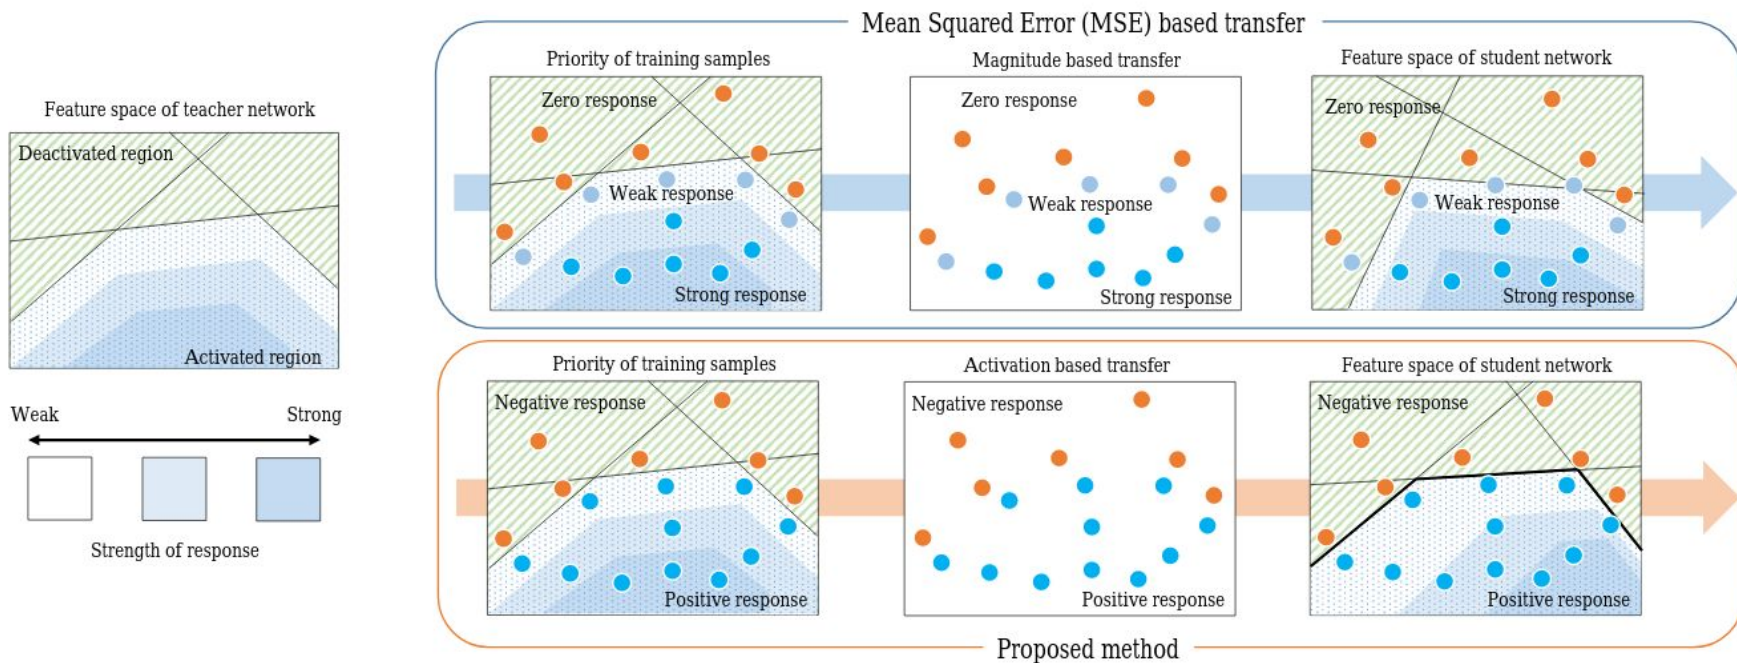 Mean Squared Error (MSE) based transfer
Feature space of teacher network
Deactivated region
Activated region
Weak
Strong
Strength of response
Priority of training samples
Zero response
Weak response
Strong response
Magnitude based transfer
Zero response
Weak response
Strong response
Feature space of student network
Zero response
Weak response
Strong response
Priority of training samples
Negative response
Positive response
Activation based transfer
Negative response
Positive response
Feature space of student network
Negative response
Positive response
Proposed method